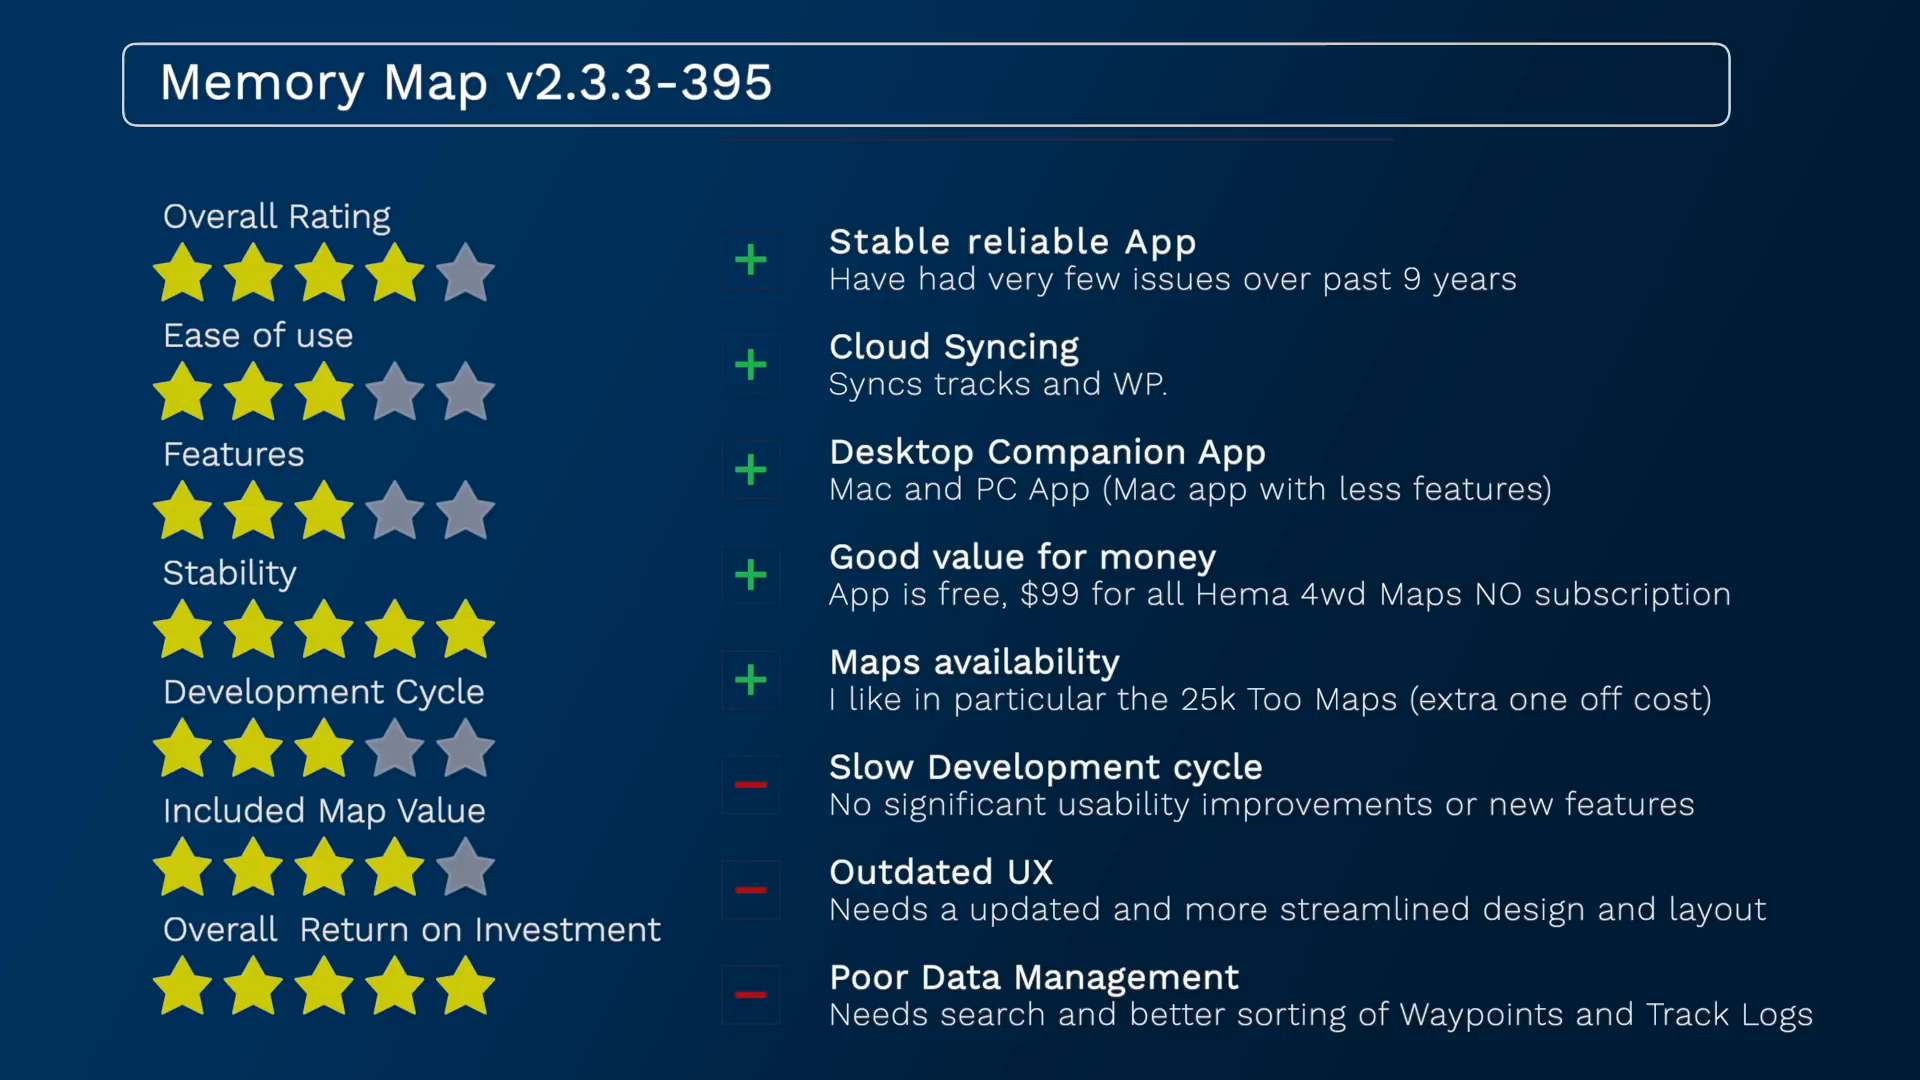 Memory Map v2.3.3-395
Overall Rating
Ease of use
Features
Stability
Development Cycle
Included Map Value
Overall Return on Investment
+ Stable reliable App
Have had very few issues over past 9 years
+ Cloud Syncing
Syncs tracks and WP.
+ Desktop Companion App
Mac and PC App (Mac app with less features)
+ Good value for money
App is free, $99 for all Hema 4wd Maps NO subscription
+ Maps availability
I like in particular the 25k Too Maps (extra one off cost)
− Slow Development cycle
No significant usability improvements or new features
− Outdated UX
Needs a updated and more streamlined design and layout
− Poor Data Management
Needs search and better sorting of Waypoints and Track Logs